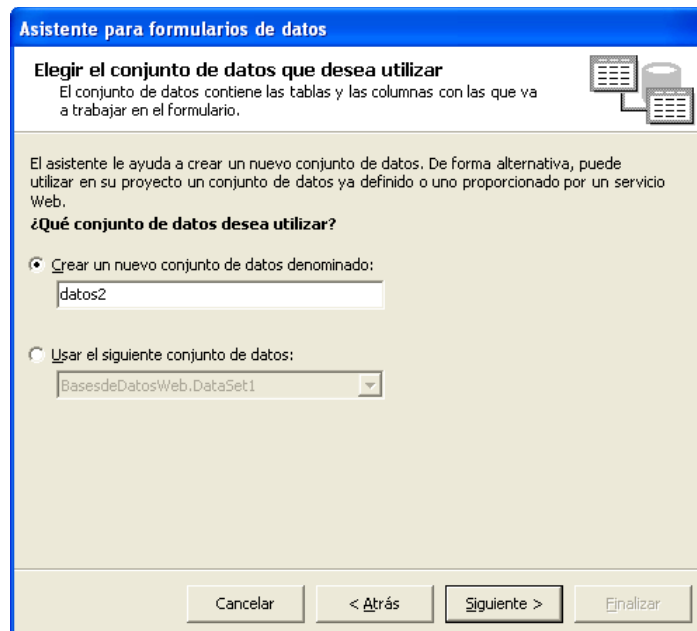 Asistente para formularios de datos
Elegir el conjunto de datos que desea utilizar
El conjunto de datos contiene las tablas y las columnas con las que va
a trabajar en el formulario.
El asistente le ayuda a crear un nuevo conjunto de datos. De forma alternativa, puede
utilizar en su proyecto un conjunto de datos ya definido o uno proporcionado por un servicio
Web.
¿Qué conjunto de datos desea utilizar?
Crear un nuevo conjunto de datos denominado:
datos2
Usar el siguiente conjunto de datos:
BasesdeDatosWeb.DataSet1
Cancelar < Atrás Siguiente > Finalizar